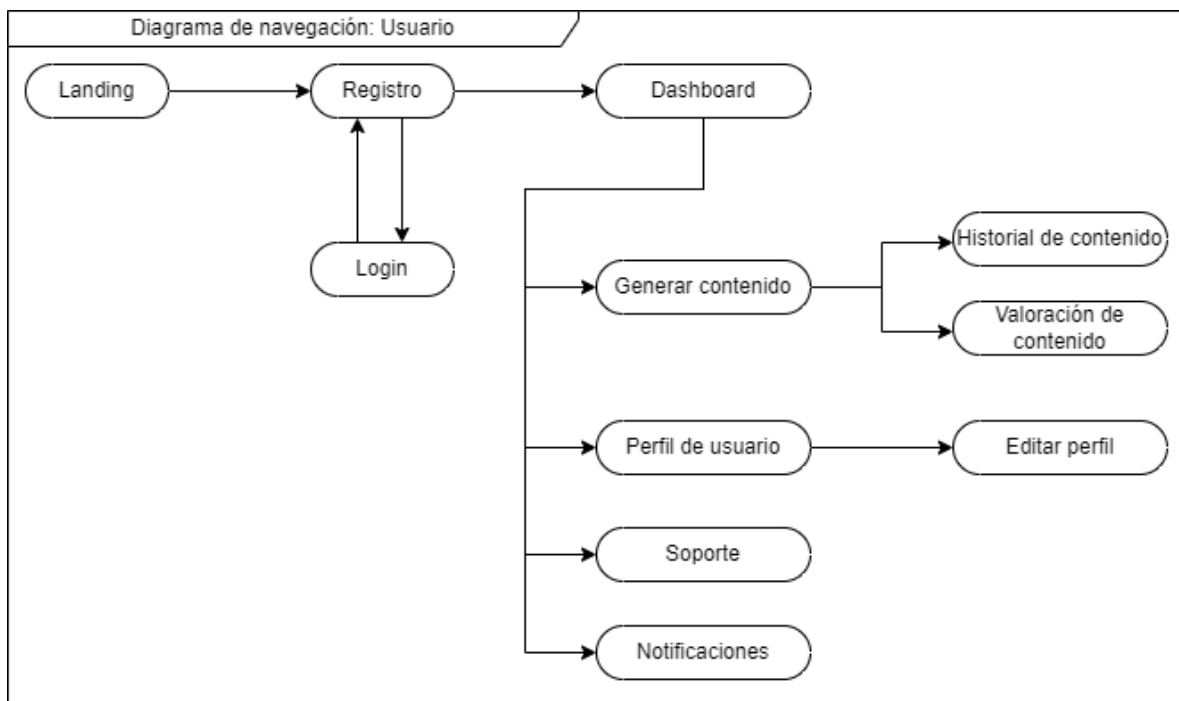 Diagrama de navegación: Usuario
Landing
Registro
Dashboard
Login
Generar contenido
Historial de contenido
Valoración de
contenido
Perfil de usuario
Editar perfil
Soporte
Notificaciones